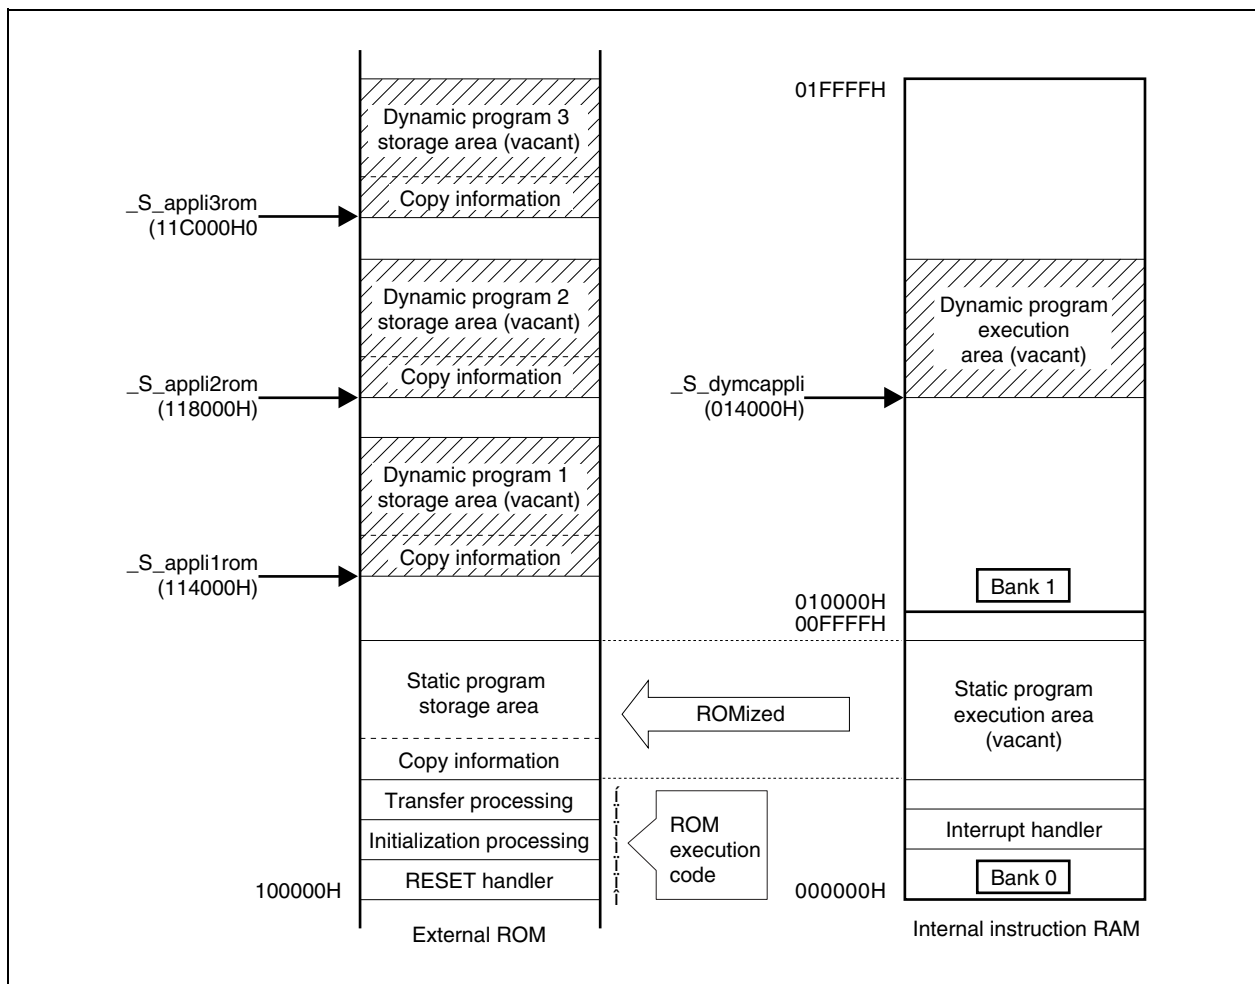 Dynamic program 3
storage area (vacant)
Copy information
_S_appli3rom
(11C000H0
Dynamic program 2
storage area (vacant)
Copy information
_S_appli2rom
(118000H)
Dynamic program 1
storage area (vacant)
Copy information
_S_appli1rom
(114000H)
Static program
storage area
Copy information
Transfer processing
Initialization processing
RESET handler
100000H
External ROM
ROMized
ROM
execution
code
01FFFFH
Dynamic program
execution
area (vacant)
_S_dymcappli
(014000H)
Bank 1
010000H
00FFFFH
Static program
execution area
(vacant)
Interrupt handler
Bank 0
000000H
Internal instruction RAM